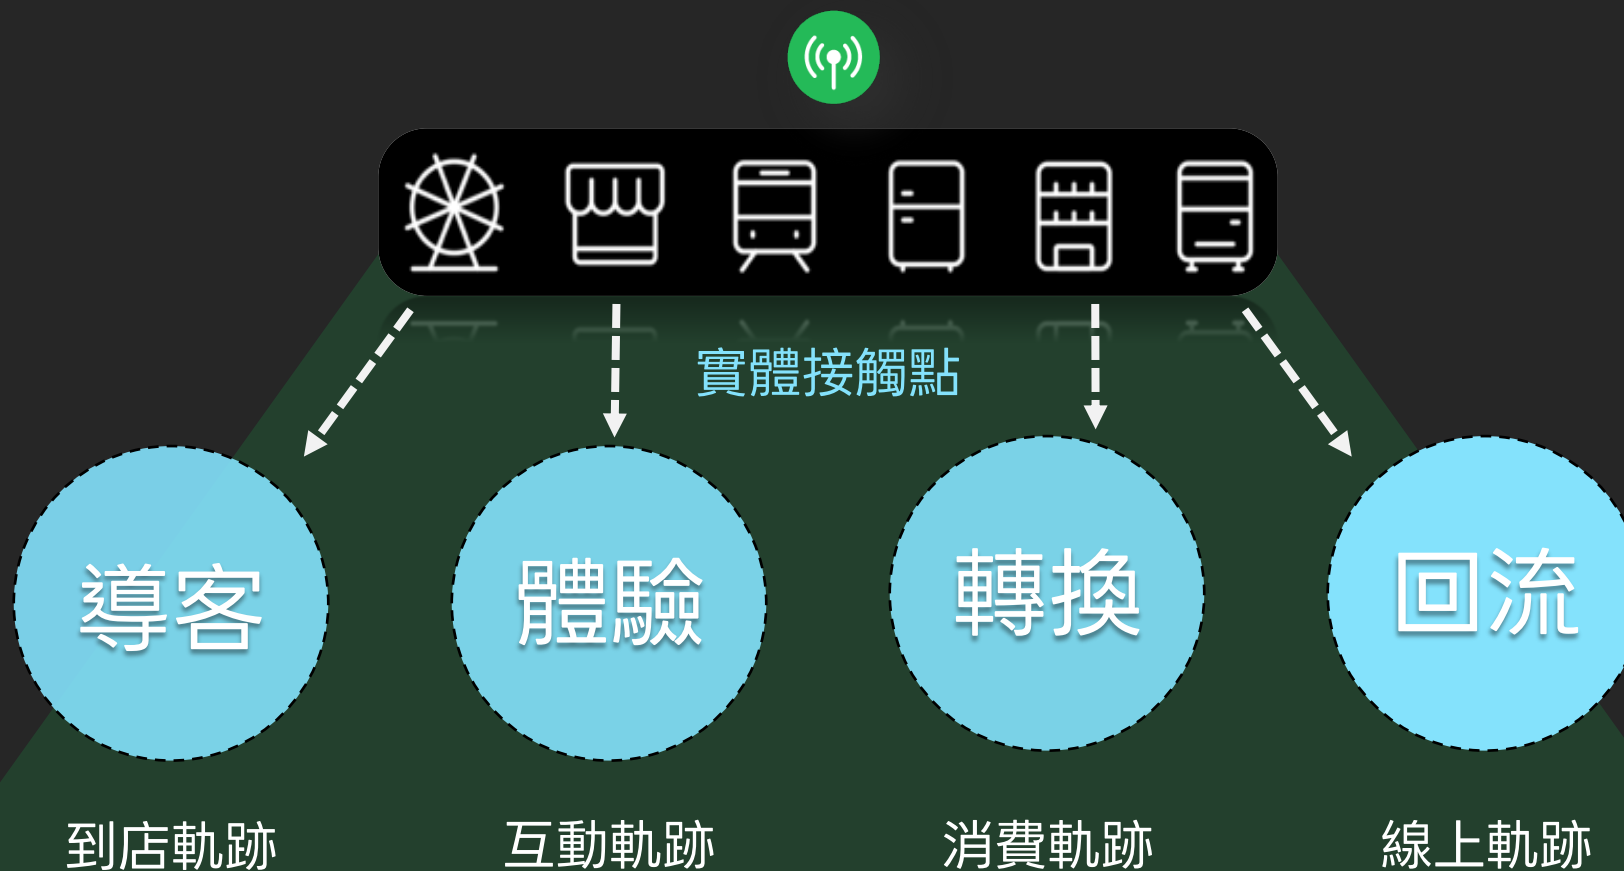 實體接觸點
導客
體驗
轉換
回流
到店軌跡
互動軌跡
消費軌跡
線上軌跡